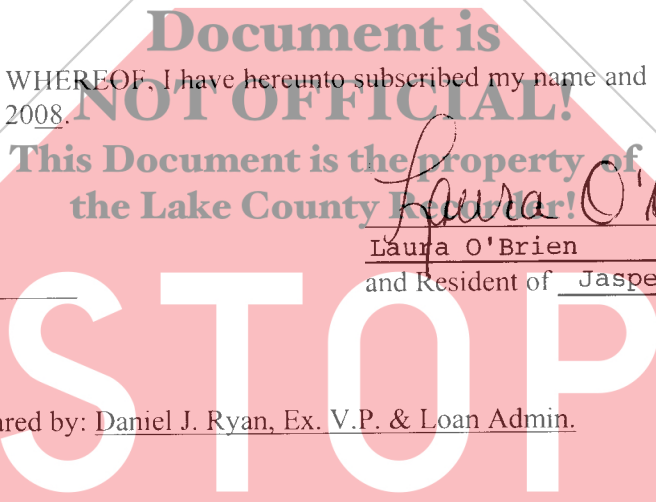 Document is
WHEREOF, I have hereunto subscribed my name and
2008.
NOT OFFICIAL!
This Document is the property of
the Lake County Recorder!
Laura O'
Laura O'Brien
and Resident of Jaspe
STOP
ared by: Daniel J. Ryan, Ex. V.P. & Loan Admin.